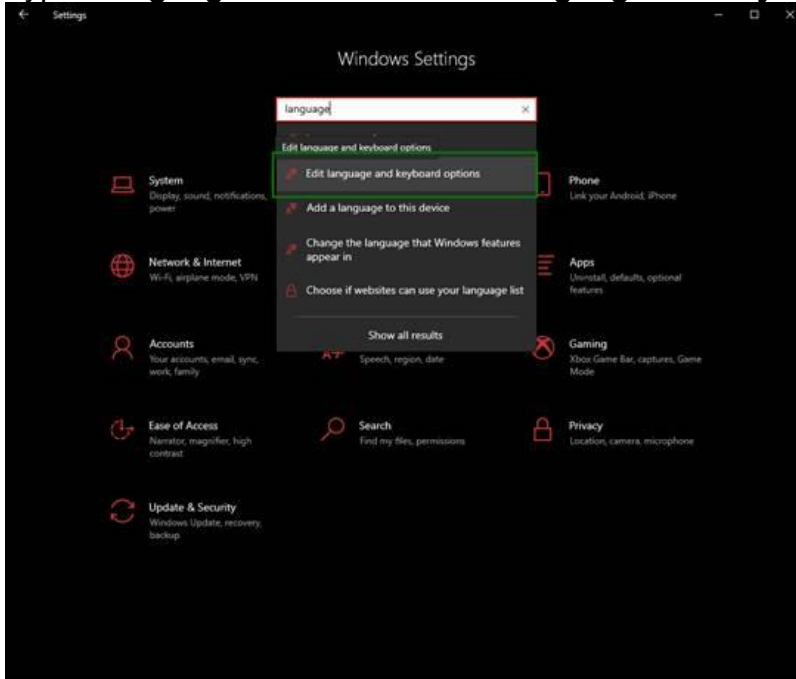 Settings
Windows Settings
language
Edit language and keyboard options
Edit language and keyboard options
Add a language to this device
Change the language that Windows features
appear in
Choose if websites can use your language list
Show all results
System
Display, sound, notifications,
power
Phone
Link your Android, iPhone
Network & Internet
Wi-Fi, airplane mode, VPN
Apps
Uninstall, defaults, optional
features
Accounts
Your accounts, email, sync,
work, family
Speech, region, date
Gaming
Xbox Game Bar, captures, Game
Mode
Ease of Access
Narrator, magnifier, high
contrast
Search
Find my files, permissions
Privacy
Location, camera, microphone
Update & Security
Windows Update, recovery,
backup